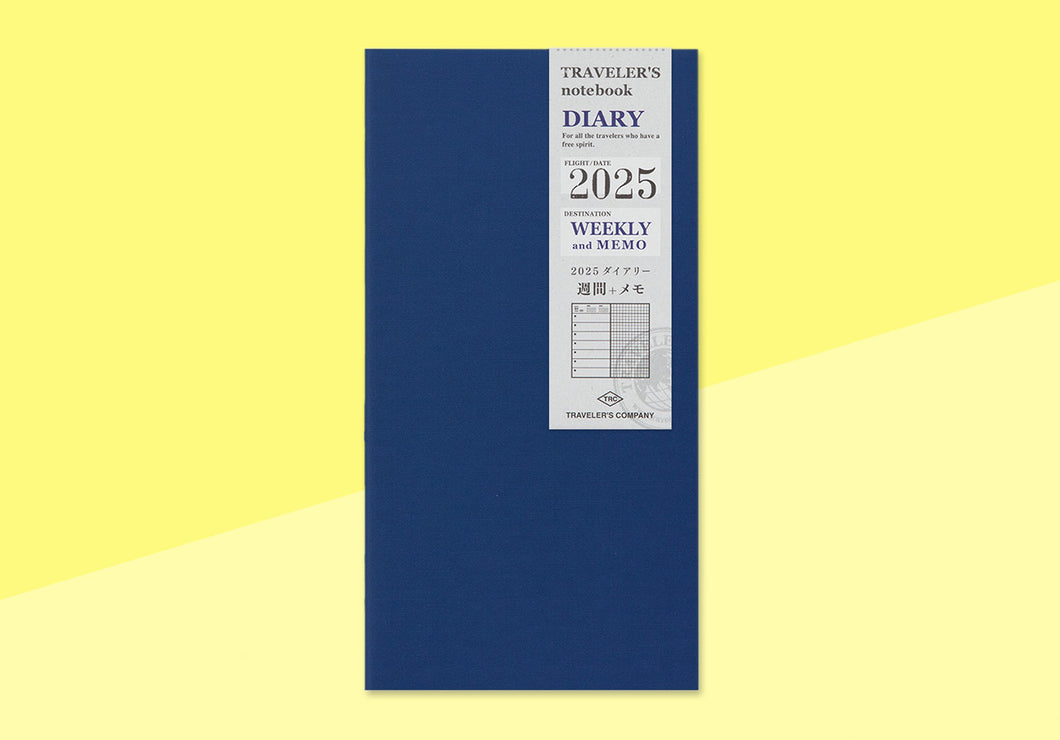 TRAVELER'S
notebook
DIARY
For all the travelers who have a
free spirit.
FLIGHT/DATE
2025
DESTINATION
WEEKLY
and MEMO
2025 ダイアリー
週間+メモ
TRC
TRAVELER'S COMPANY